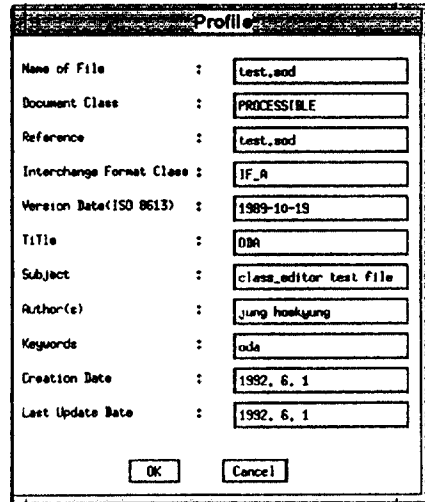 Profile
Name of File : test.sod
Document Class : PROCESSIBLE
Reference : test.sod
Interchange Format Class : IF_A
Version Date(ISO 8613) : 1989-10-19
TiTle : ODA
Subject : class_editor test file
Author(s) : jung hoekyung
Keywords : oda
Creation Date : 1992. 6. 1
Last Update Date : 1992. 6. 1
OK Cancel